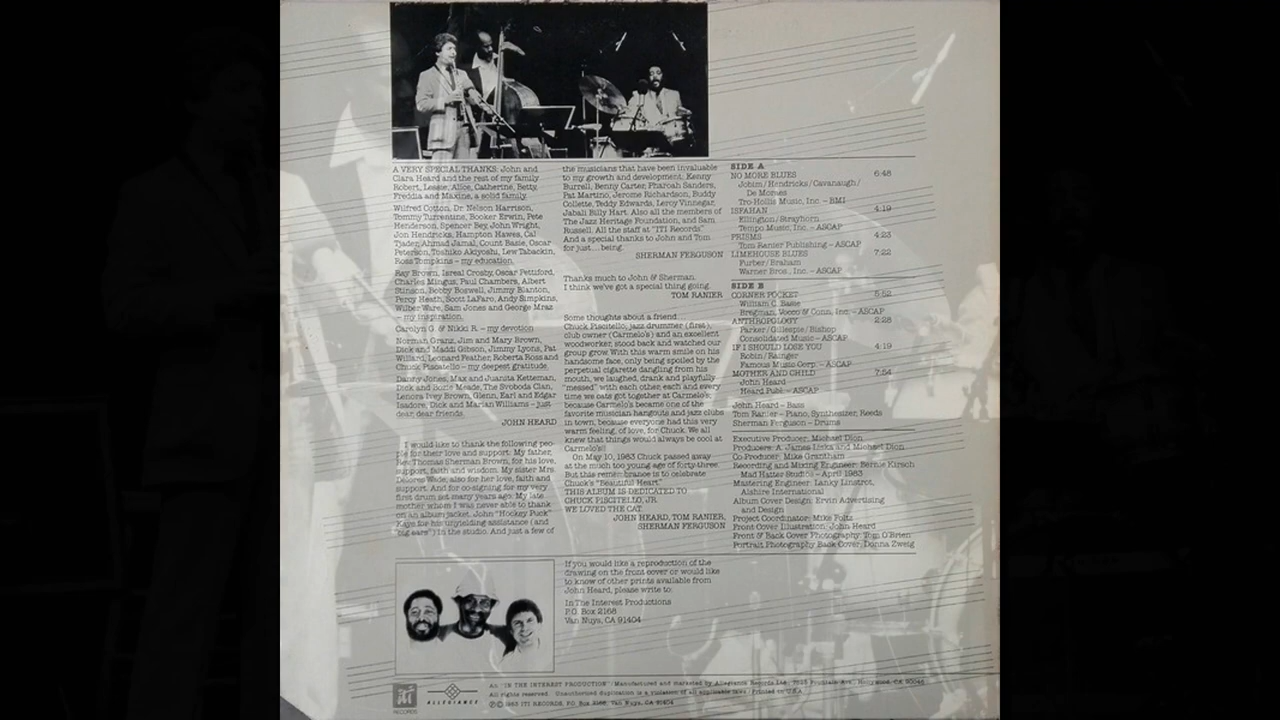 A VERY SPECIAL THANKS: John and
Clara Heard and the rest of my family
Robert, Lessie, Alice, Catherine, Betty,
Freddia and Maxine, a solid family.
Wilfred Cotton, Dr. Nelson Harrison,
Tommy Turrentine, Booker Erwin, Pete
Henderson, Spencer Bey, John Wright,
Jon Hendricks, Hampton Hawes, Cal
Tjader, Ahmad Jamal, Count Basie, Oscar
Peterson, Toshiko Akiyoshi, Lew Tabackin,
Ross Tompkins – my education.
Ray Brown, Isreal Crosby, Oscar Pettiford,
Charles Mingus, Paul Chambers, Albert
Stinson, Bobby Boswell, Jimmy Blanton,
Percy Heath, Scott LaFaro, Andy Simpkins,
Wilber Ware, Sam Jones and George Mraz
– my inspiration.
Carolyn G. & Nikki R. – my devotion
Norman Granz, Jim and Mary Brown,
Dick and Maddi Gibson, Jimmy Lyons, Pat
Willard, Leonard Feather, Roberta Ross and
Chuck Piscatello – my deepest gratitude.
Danny Jones, Max and Juanita Ketteman,
Dick and Bobie Meade, The Svoboda Clan,
Lenora Ivey Brown, Glenn, Earl and Edgar
Isadore, Dick and Marian Williams – just
dear, dear friends.
JOHN HEARD
I would like to thank the following peo-
ple for their love and support. My father,
Rev. Thomas Sherman Brown, for his love,
support, faith and wisdom. My sister Mrs.
Delores Wade, also for her love, faith and
support. And for co-signing for my very
first drum set many years ago. My late
mother whom I was never able to thank
on an album jacket. John "Hockey Puck"
Kaye for his unyielding assistance (and
"big ears") in the studio. And just a few of
the musicians that have been invaluable
to my growth and development, Kenny
Burrell, Benny Carter, Pharoah Sanders,
Pat Martino, Jerome Richardson, Buddy
Collette, Teddy Edwards, Leroy Vinnegar,
Jabali Billy Hart. Also all the members of
The Jazz Heritage Foundation, and Sam
Russell. All the staff at "ITI Records".
And a special thanks to John and Tom
for just . . . being.
SHERMAN FERGUSON
Thanks much to John & Sherman.
I think we've got a special thing going.
TOM RANIER
Some thoughts about a friend
Chuck Piscitello, jazz drummer (first),
club owner (Carmelo's) and an excellent
woodworker, stood back and watched our
group grow. With this warm smile on his
handsome face, only being spoiled by the
perpetual cigarette dangling from his
mouth, we laughed, drank and playfully
"messed" with each other, each and every
time we cats got together at Carmelo's;
because Carmelo's became one of the
favorite musician hangouts and jazz clubs
in town, because everyone had this very
warm feeling, of love, for Chuck. We all
knew that things would always be cool at
Carmelo's!!
On May 10, 1983 Chuck passed away
at the much too young age of forty-three.
But this remembrance is to celebrate
Chuck's "Beautiful Heart."
THIS ALBUM IS DEDICATED TO
CHUCK PISCITELLO, JR.
WE LOVED THE CAT.
JOHN HEARD, TOM RANIER,
SHERMAN FERGUSON
If you would like a reproduction of the
drawing on the front cover or would like
to know of other prints available from
John Heard, please write to:
In The Interest Productions
P.O. Box 2168
Van Nuys, CA 91404
SIDE A
NO MORE BLUES 6:48
Jobim/Hendricks/Cavanaugh/
De Moraes
Tro-Hollis Music, Inc. – BMI
ISFAHAN 4:19
Ellington/Strayhorn
Tempo Music, Inc. – ASCAP
PRISMS 4:23
Tom Ranier Publishing – ASCAP
LIMEHOUSE BLUES 7:22
Furber/Braham
Warner Bros., Inc. – ASCAP
SIDE B
CORNER POCKET 5:52
William C. Basie
Bregman, Vocco & Conn, Inc. – ASCAP
ANTHROPOLOGY 2:28
Parker/Gillespie/Bishop
Consolidated Music – ASCAP
IF I SHOULD LOSE YOU 4:19
Robin/Rainger
Famous Music Corp. – ASCAP
MOTHER AND CHILD 7:54
John Heard
Heard Publ. – ASCAP
John Heard – Bass
Tom Ranier – Piano, Synthesizer, Reeds
Sherman Ferguson – Drums
Executive Producer: Michael Dion
Producers: A. James Liska and Michael Dion
Co-Producer: Mike Grantham
Recording and Mixing Engineer: Bernie Kirsch
Mad Hatter Studios – April 1983
Mastering Engineer: Lanky Linstrot,
Alshire International
Album Cover Design: Ervin Advertising
and Design
Project Coordinator: Mike Foltz
Front Cover Illustration: John Heard
Front & Back Cover Photography: Tom O'Brien
Portrait Photography Back Cover: Donna Zweig
iTi
RECORDS
ALLEGIANCE
An "IN THE INTEREST PRODUCTION". Manufactured and marketed by Allegiance Records Ltd., Fountain Ave., Hollywood, CA 90046
All rights reserved. Unauthorized duplication is a violation of all applicable laws / Printed in U.S.A.
℗© 1983 ITI RECORDS, P.O. Box 2168, Van Nuys, CA 91404